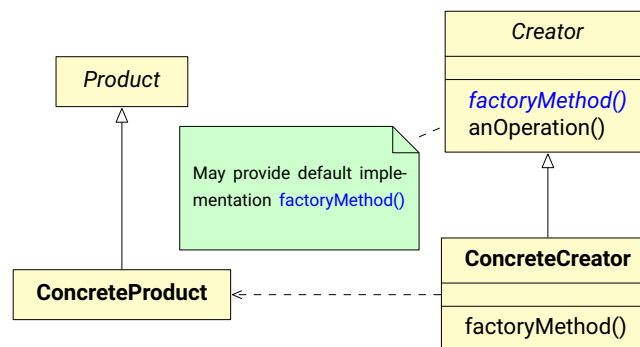 Creator
Product
factoryMethod()
anOperation()
May provide default imple-
mentation factoryMethod()
ConcreteCreator
ConcreteProduct
factoryMethod()